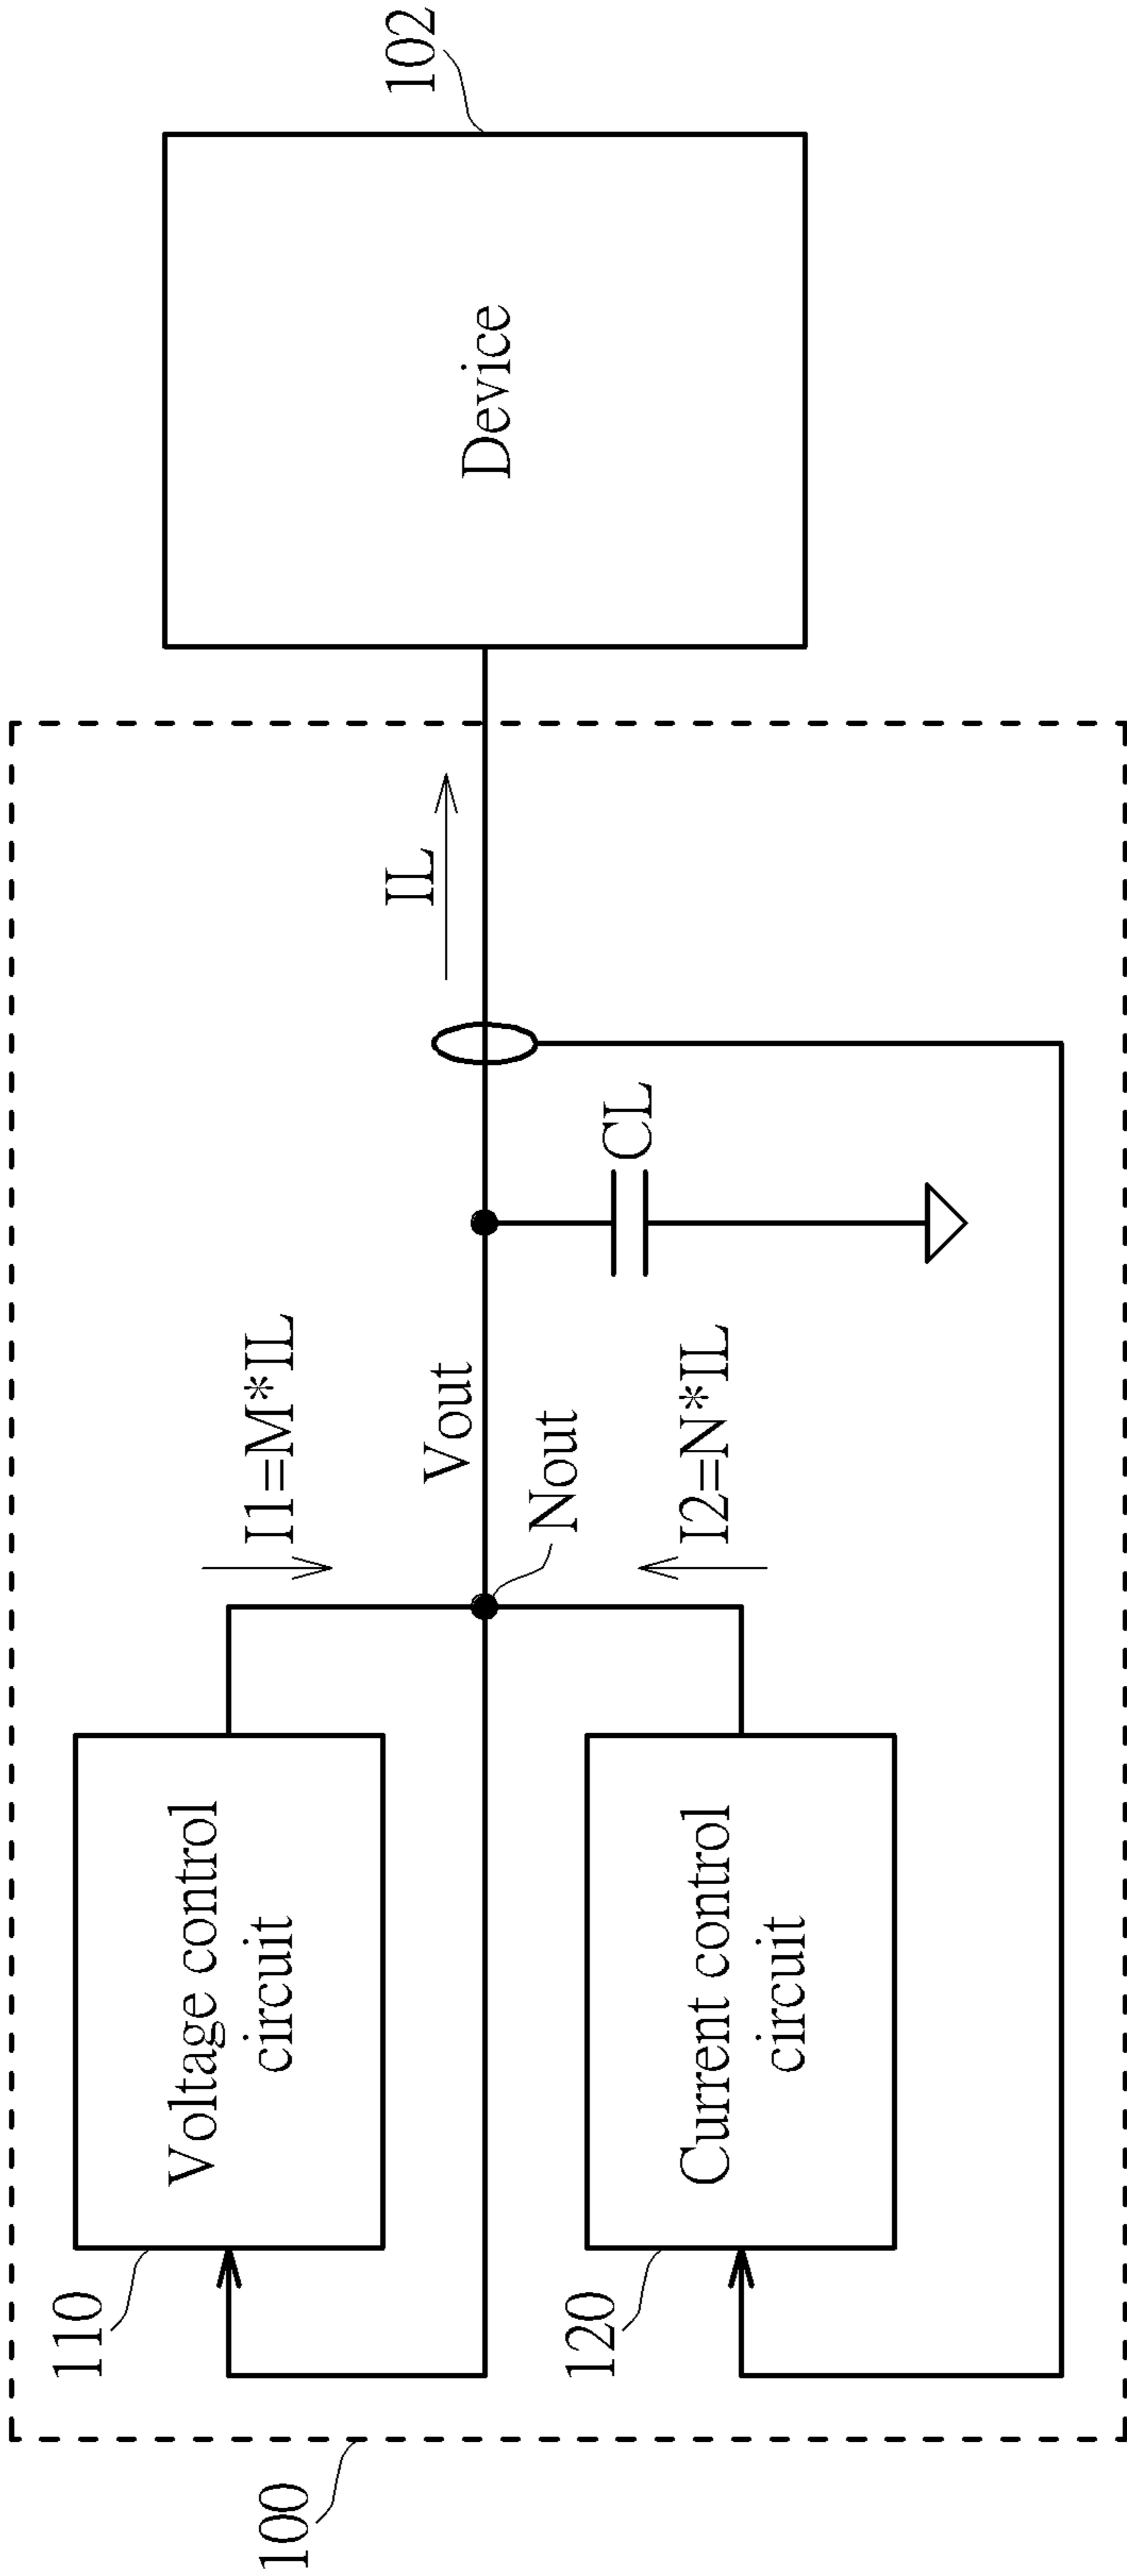 100
110
Voltage control
circuit
I1=M*IL
Vout
Nout
I2=N*IL
120
Current control
circuit
CL
IL
Device
102